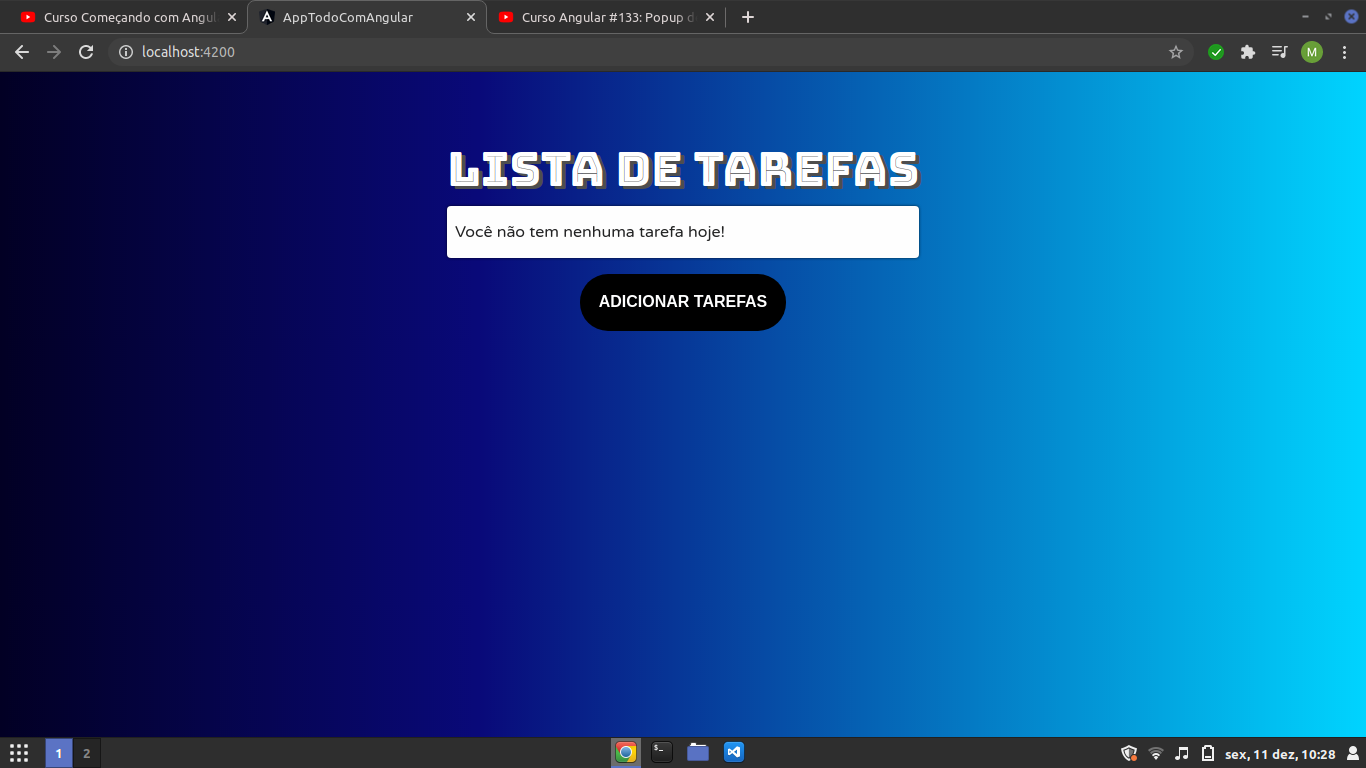 Curso Começando com Angul
AppTodoComAngular
Curso Angular #133: Popup d
localhost:4200
M
LISTA DE TAREFAS
Você não tem nenhuma tarefa hoje!
ADICIONAR TAREFAS
1
2
sex, 11 dez, 10:28